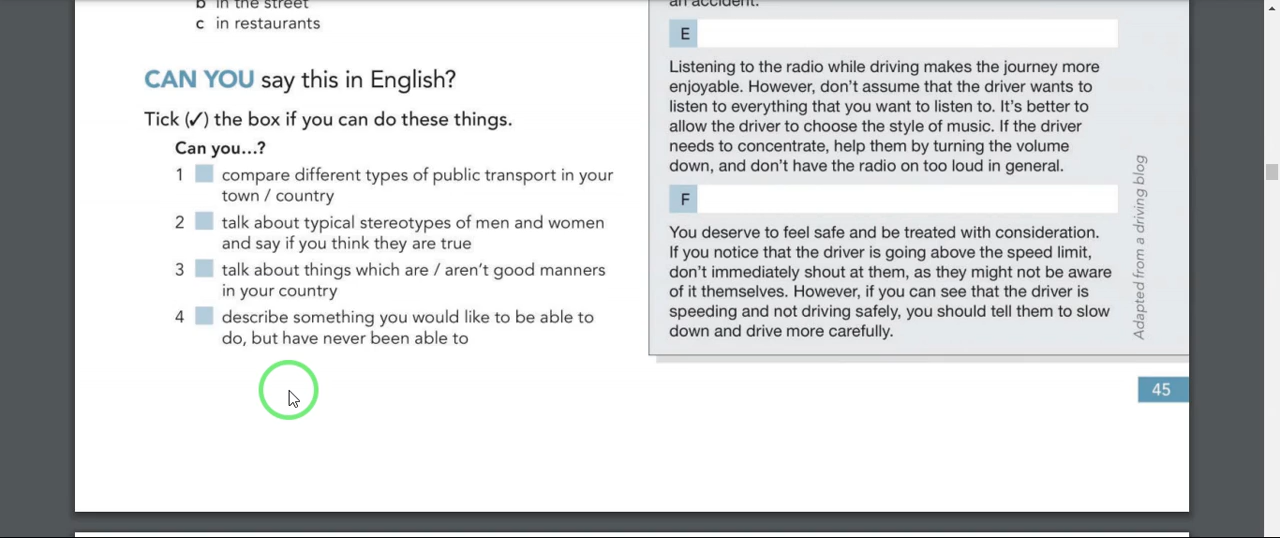 b in the street
c in restaurants
CAN YOU say this in English?
Tick (✓) the box if you can do these things.
Can you...?
1 compare different types of public transport in your
town / country
2 talk about typical stereotypes of men and women
and say if you think they are true
3 talk about things which are / aren't good manners
in your country
4 describe something you would like to be able to
do, but have never been able to
an accident.
E
Listening to the radio while driving makes the journey more
enjoyable. However, don't assume that the driver wants to
listen to everything that you want to listen to. It's better to
allow the driver to choose the style of music. If the driver
needs to concentrate, help them by turning the volume
down, and don't have the radio on too loud in general.
F
You deserve to feel safe and be treated with consideration.
If you notice that the driver is going above the speed limit,
don't immediately shout at them, as they might not be aware
of it themselves. However, if you can see that the driver is
speeding and not driving safely, you should tell them to slow
down and drive more carefully.
Adapted from a driving blog
45